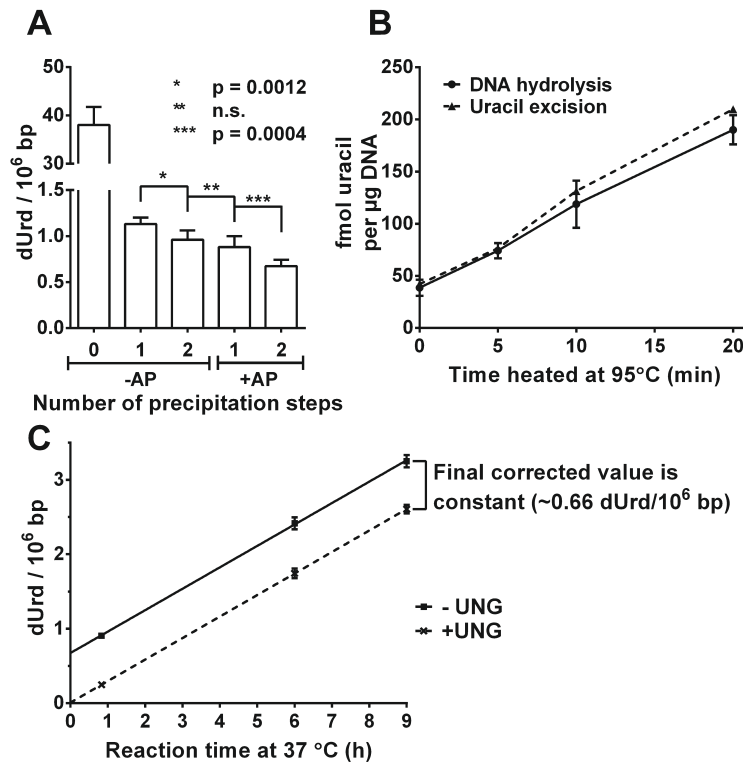 A
* p = 0.0012
** n.s.
*** p = 0.0004
50
40
30
1.5
1.0
0.5
0.0
dUrd / 10⁶ bp
*
**
***
0 1 2 1 2
-AP +AP
Number of precipitation steps
B
DNA hydrolysis
Uracil excision
250
200
150
100
50
0
fmol uracil
per µg DNA
0 5 10 15 20
Time heated at 95°C (min)
C
3
2
1
0
dUrd / 10⁶ bp
Final corrected value is
constant (~0.66 dUrd/10⁶ bp)
- UNG
+UNG
0 1 2 3 4 5 6 7 8 9
Reaction time at 37 °C (h)